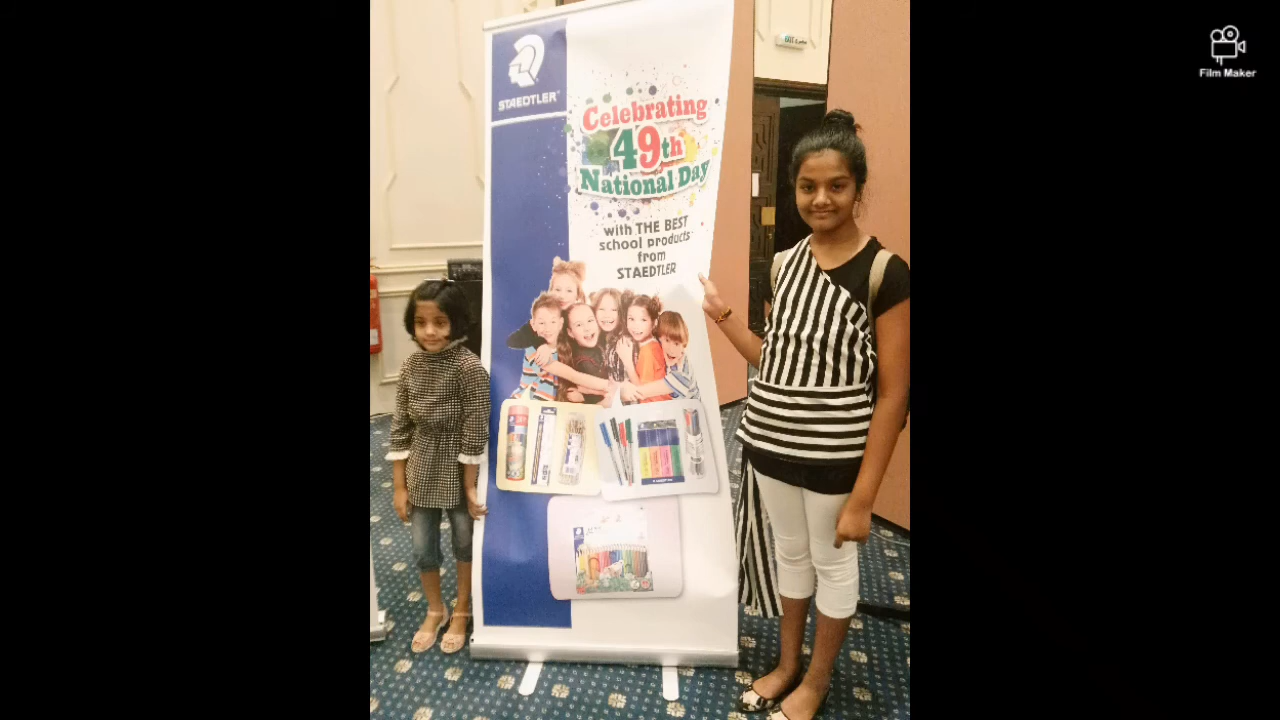 STAEDTLER
Celebrating
49th
National Day
with THE BEST
school products
from
STAEDTLER
Film Maker